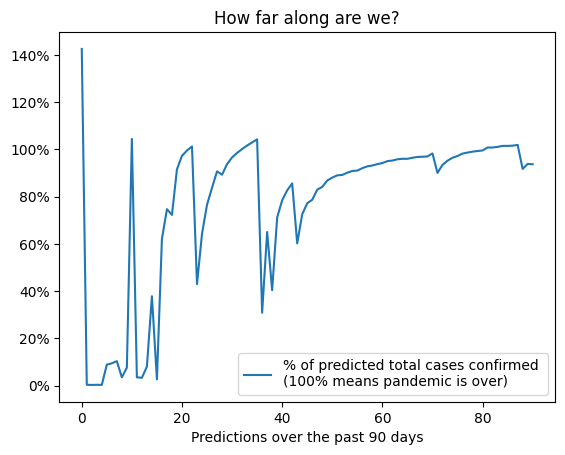 How far along are we?
140%
120%
100%
80%
60%
40%
20%
0%
% of predicted total cases confirmed
(100% means pandemic is over)
0 20 40 60 80
Predictions over the past 90 days